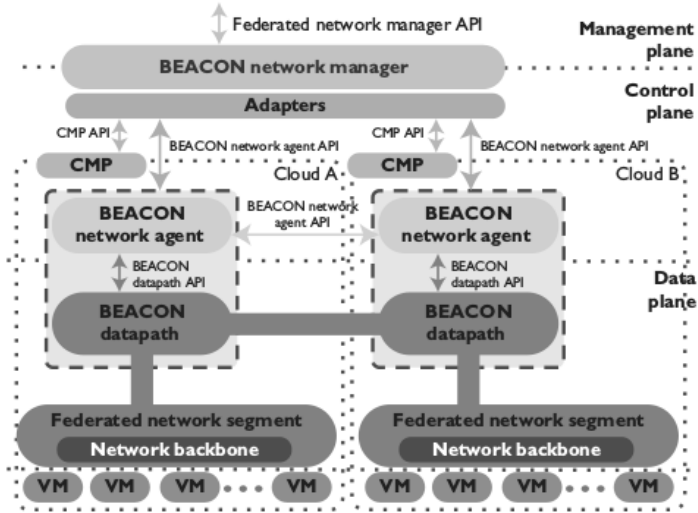 Federated network manager API
Management
plane
BEACON network manager
Control
plane
Adapters
CMP API
BEACON network agent API
CMP API
BEACON network agent API
CMP
Cloud A
CMP
Cloud B
BEACON
network agent
BEACON network
agent API
BEACON
network agent
BEACON
datapath API
BEACON
datapath API
Data
plane
BEACON
datapath
BEACON
datapath
Federated network segment
Network backbone
Federated network segment
Network backbone
VM VM VM VM
VM VM VM VM